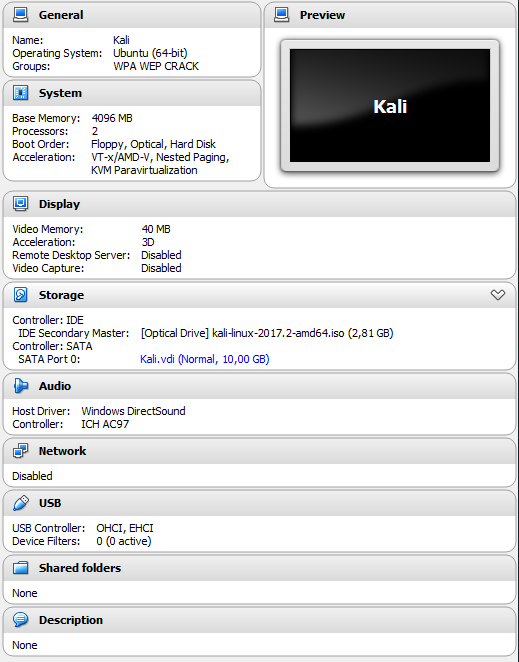 General
Name: Kali
Operating System: Ubuntu (64-bit)
Groups: WPA WEP CRACK
Preview
Kali
System
Base Memory: 4096 MB
Processors: 2
Boot Order: Floppy, Optical, Hard Disk
Acceleration: VT-x/AMD-V, Nested Paging,
KVM Paravirtualization
Display
Video Memory: 40 MB
Acceleration: 3D
Remote Desktop Server: Disabled
Video Capture: Disabled
Storage
Controller: IDE
IDE Secondary Master: [Optical Drive] kali-linux-2017.2-amd64.iso (2,81 GB)
Controller: SATA
SATA Port 0: Kali.vdi (Normal, 10,00 GB)
Audio
Host Driver: Windows DirectSound
Controller: ICH AC97
Network
Disabled
USB
USB Controller: OHCI, EHCI
Device Filters: 0 (0 active)
Shared folders
None
Description
None